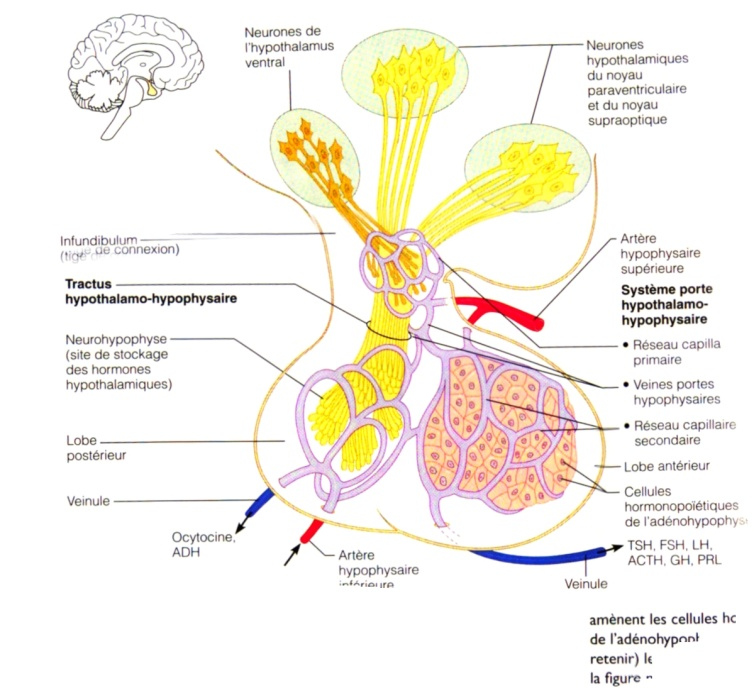 Neurones de
l'hypothalamus
ventral
Neurones
hypothalamiques
du noyau
paraventriculaire
et du noyau
supraoptique
Infundibulum
de connexion)
Tractus
hypothalamo-hypophysaire
Neurohypophyse
(site de stockage
des hormones
hypothalamiques)
Lobe
postérieur
Veinule
Ocytocine,
ADH
Artère
hypophysaire
inférieure
Artère
hypophysaire
supérieure
Système porte
hypothalamo-
hypophysaire
• Réseau capilla
primaire
• Veines portes
hypophysaires
• Réseau capillaire
secondaire
Lobe antérieur
Cellules
hormonopoïétiques
de l'adénohypophys
TSH, FSH, LH,
ACTH, GH, PRL
Veinule
amènent les cellules
de
retenir)
la figure